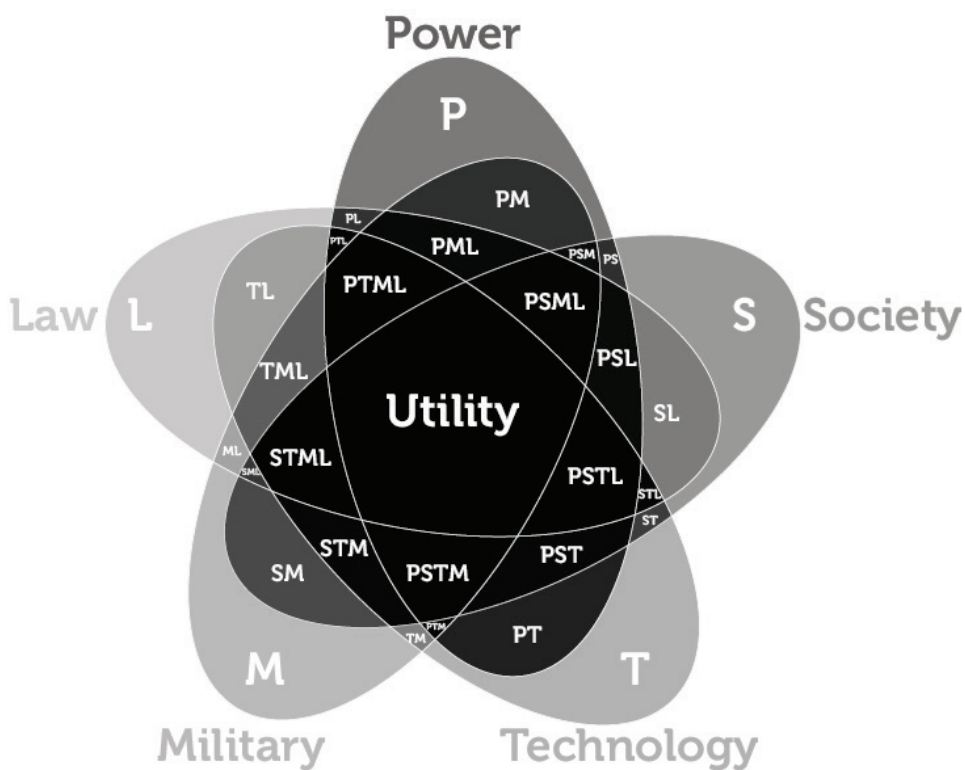 Power
P
PM
PL
PTL
PML
PSM
PS
TL
PTML
PSML
Law
L
S
Society
TML
PSL
Utility
SL
ML
SML
STML
PSTL
STL
ST
STM
PST
SM
PSTM
PTM
TM
PT
M
T
Military
Technology